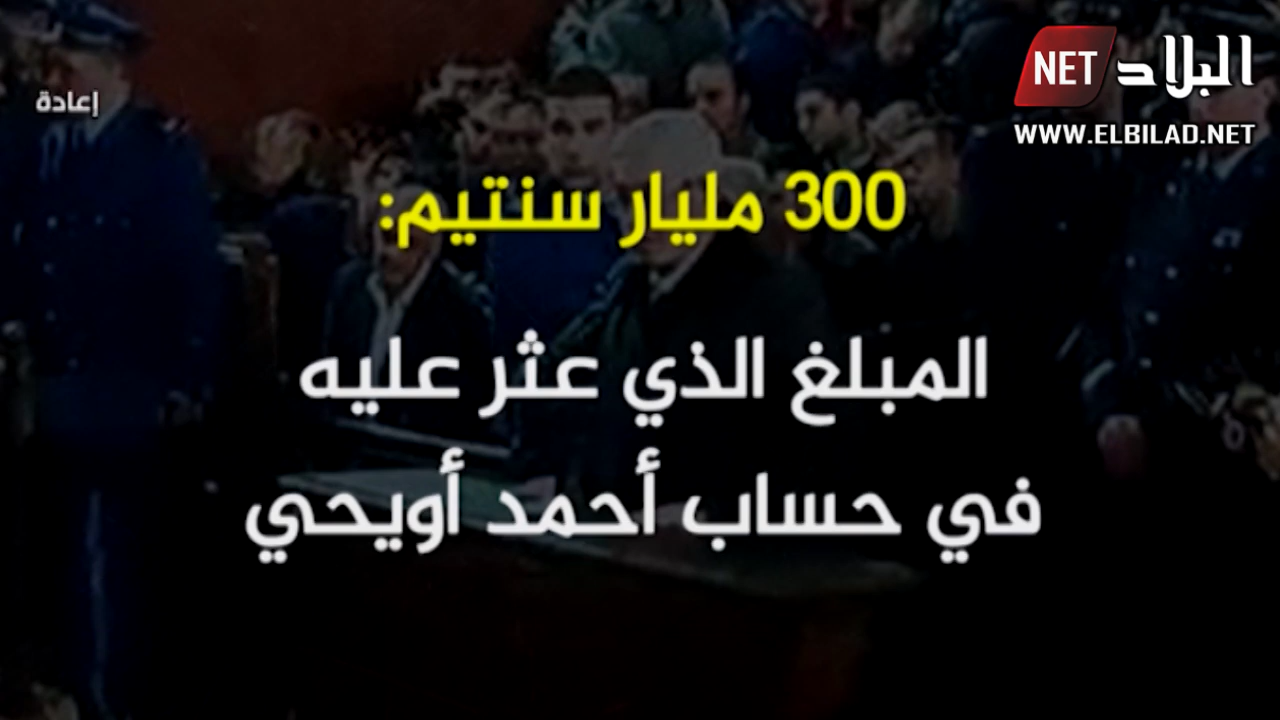 البلاد NET
WWW.ELBILAD.NET
إعادة
300 مليار سنتيم:
المبلغ الذي عثر عليه
في حساب أحمد أويحي